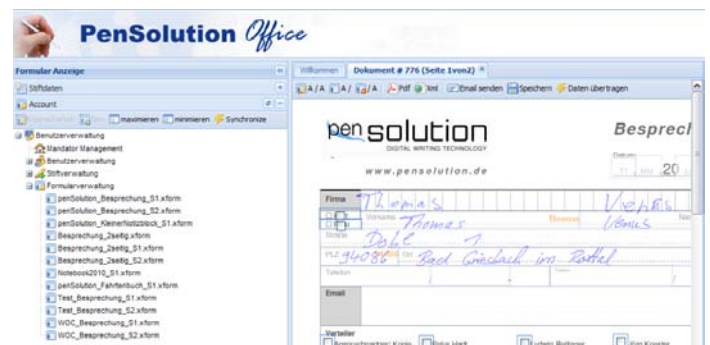 PenSolution Office
Formular Anzeige
Stiftdaten
Account
maximieren minimieren Synchronize
Benutzerverwaltung
Mandator Management
Benutzerverwaltung
Stiftverwaltung
Formularverwaltung
penSolution_Besprechung_S1.xform
penSolution_Besprechung_S2.xform
penSolution_KleinerNotizblock_S1.xform
Besprechung_2seitig.xform
Besprechung_2seitig_S1.xform
Besprechung_2seitig_S2.xform
Notebook2010_S1.xform
penSolution_Fahrtenbuch_S1.xform
Test_Besprechung_S1.xform
Test_Besprechung_S2.xform
WOC_Besprechung_S1.xform
WOC_Besprechung_S2.xform
Willkommen Dokument # 776 (Seite 1von2)
A / A A / /A Pdf Xml Email senden Speichern Daten übertragen
pen solution
DIGITAL WRITING TECHNOLOGY
www.pensolution.de
Besprech
Datum
TT MM 20
Firma Thomas Venus
Vorname Thomas Thomas Venus
Straße Dobl 1
PLZ 94086 Ort Bad Griesbach im Rottal
Telefon
Email
Verteiler